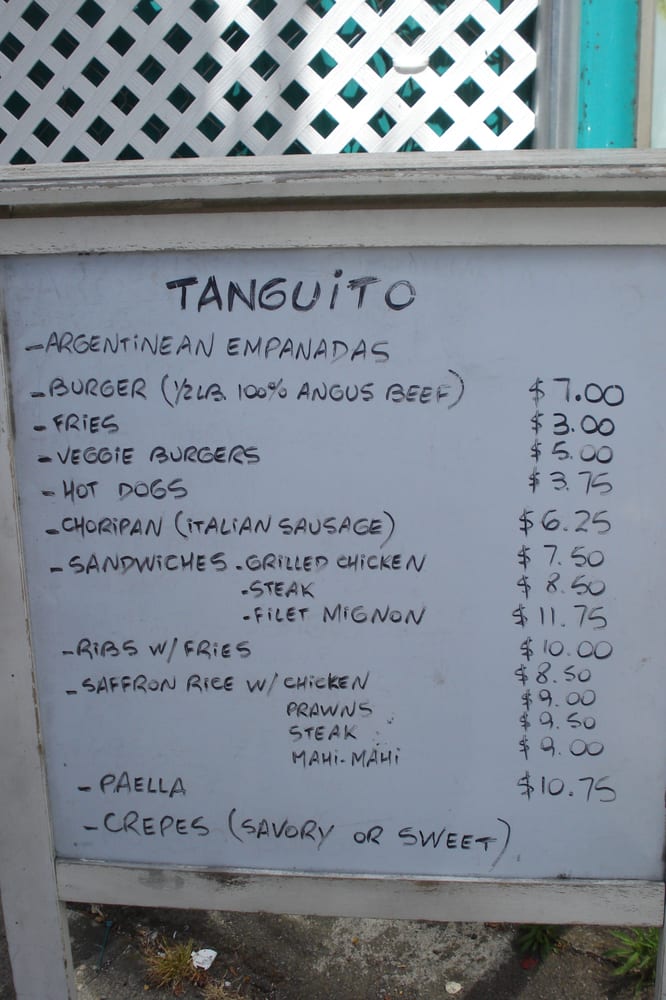 TANGUITO
-ARGENTINEAN EMPANADAS
-BURGER (1/2 LB. 100% ANGUS BEEF) $7.00
-FRIES $3.00
-VEGGIE BURGERS $5.00
-HOT DOGS $3.75
-CHORIPAN (ITALIAN SAUSAGE) $6.25
-SANDWICHES .GRILLED CHICKEN $7.50
.STEAK $8.50
.FILET MIGNON $11.75
-RIBS W/ FRIES $10.00
-SAFFRON RICE W/ CHICKEN $8.50
PRAWNS $9.00
STEAK $9.50
MAHI-MAHI $9.00
-PAELLA $10.75
-CREPES (SAVORY OR SWEET)